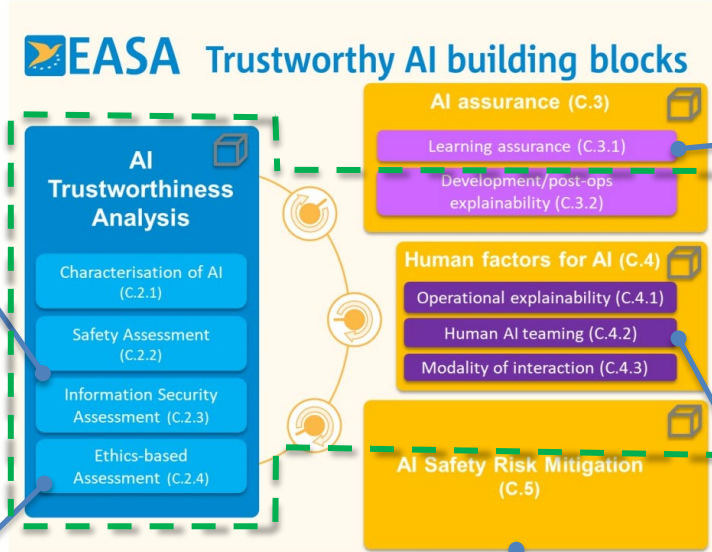 EASA Trustworthy AI building blocks
AI
Trustworthiness
Analysis
Characterisation of AI
(C.2.1)
Safety Assessment
(C.2.2)
Information Security
Assessment (C.2.3)
Ethics-based
Assessment (C.2.4)
AI assurance (C.3)
Learning assurance (C.3.1)
Development/post-ops
explainability (C.3.2)
Human factors for AI (C.4)
Operational explainability (C.4.1)
Human AI teaming (C.4.2)
Modality of interaction (C.4.3)
AI Safety Risk Mitigation
(C.5)